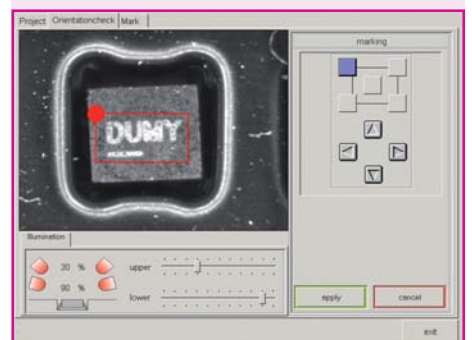 Project Orientationcheck Mark
marking
DUMY
Illumination
30 % upper
90 % lower
apply cancel
exit